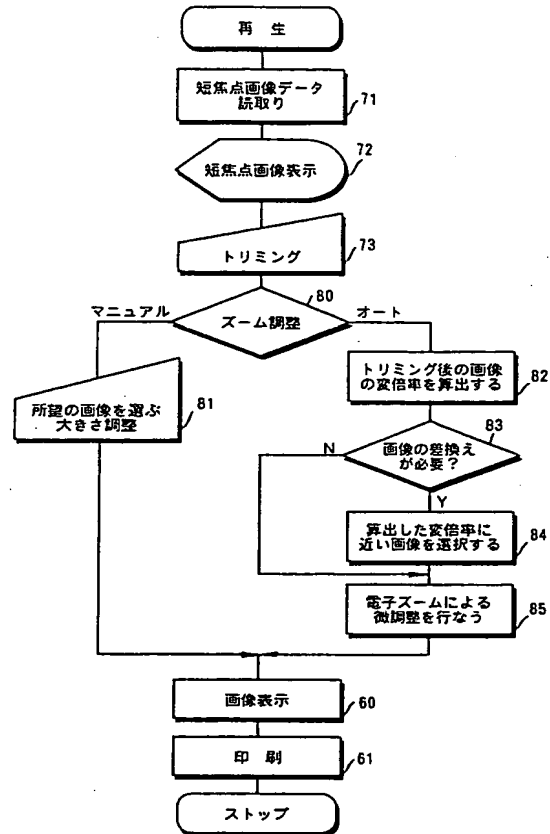 再生
短焦点画像データ
読取り
71
短焦点画像表示
72
トリミング
73
ズーム調整
80
マニュアル
オート
所望の画像を選ぶ
大きさ調整
81
トリミング後の画像
の変倍率を算出する
82
画像の差換え
が必要?
83
N
Y
算出した変倍率に
近い画像を選択する
84
電子ズームによる
微調整を行なう
85
画像表示
60
印刷
61
ストップ